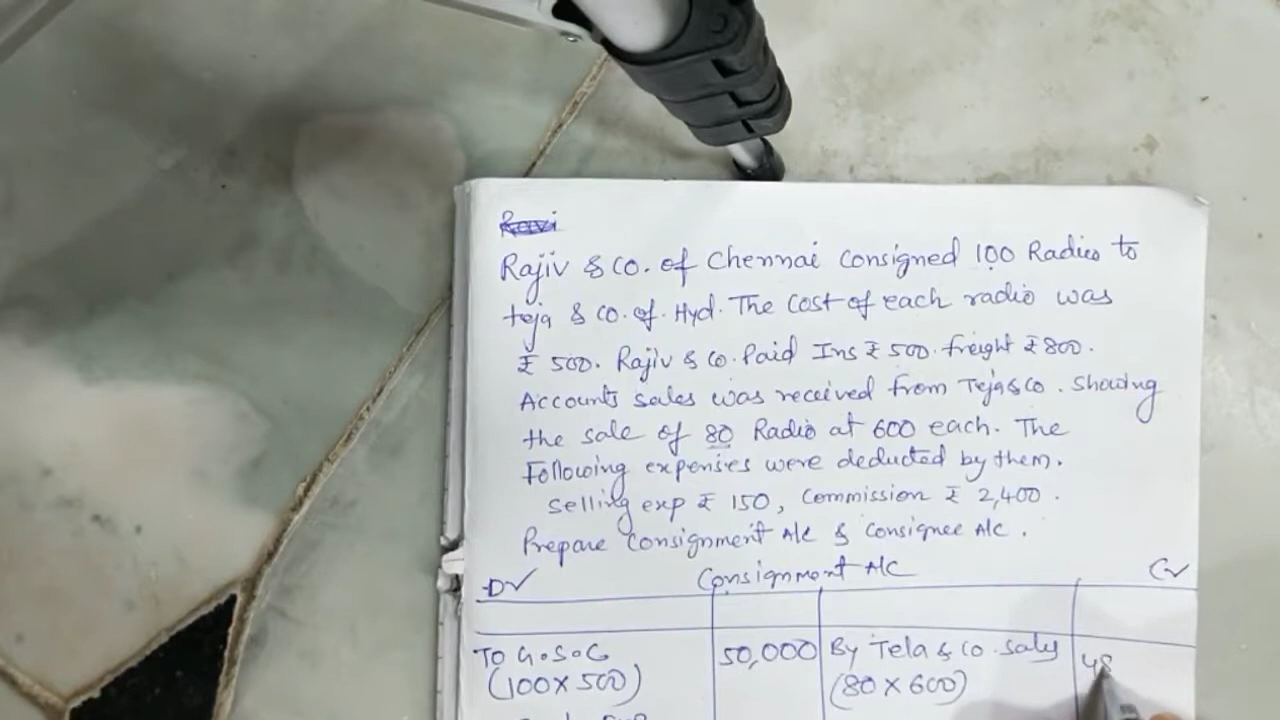 Rajiv & Co. of Chennai Consigned 100 Radios to
teja & Co. of. Hyd. The Cost of each radio was
₹ 500. Rajiv & Co. Paid Ins ₹ 500. freight ₹ 800.
Accounts sales was received from Teja & Co. Showing
the sale of 80 Radio at 600 each. The
Following expenses were deducted by them.
Selling exp ₹ 150, Commission ₹ 2,400.
Prepare Consignment A/c & Consignee A/c.
Dr Consignment A/C Cr
To G.S.O.C 50,000 By Tela & Co. Sales 48
(100 x 500) (80 x 600)